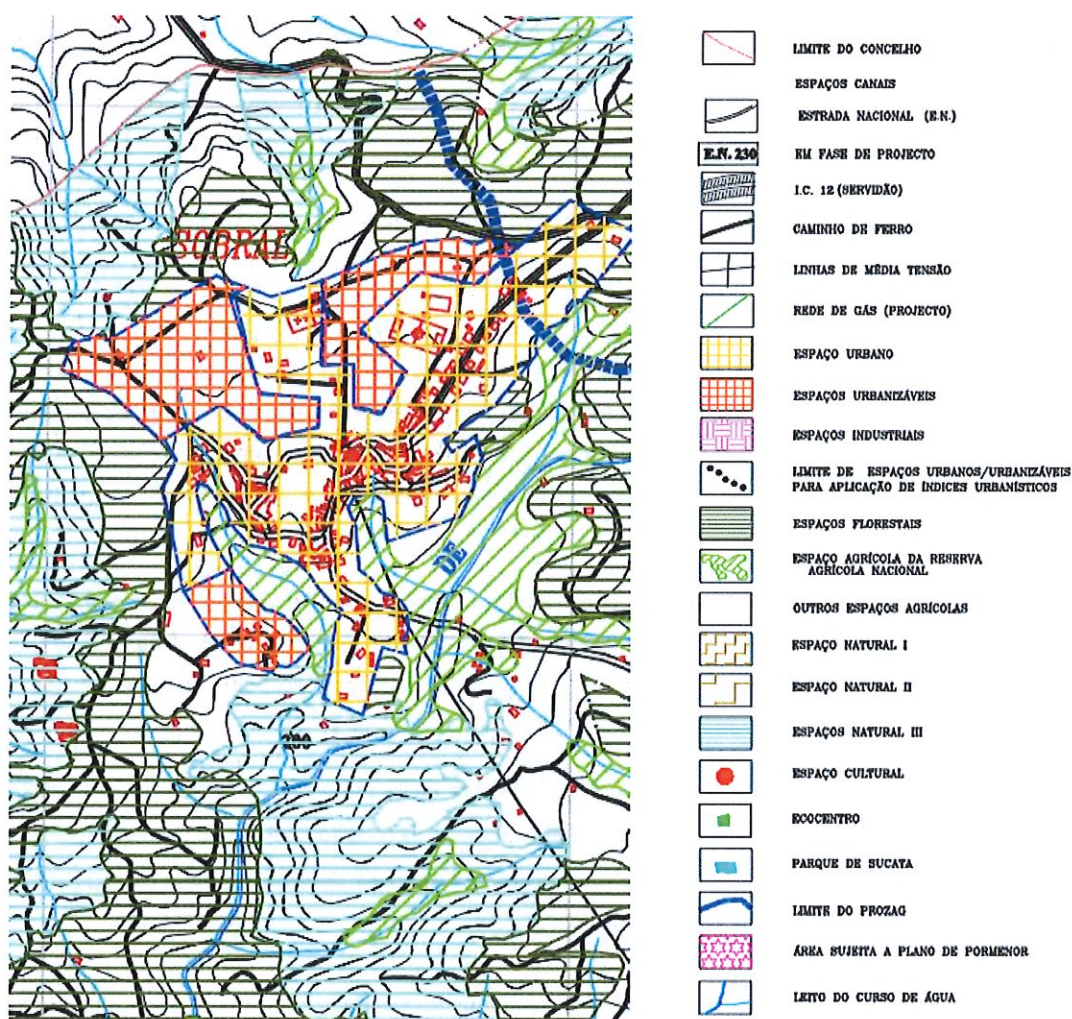 SOBRAL
DE
200
LIMITE DO CONCELHO
ESPAÇOS CANAIS
ESTRADA NACIONAL (E.N.)
E.N. 230 EM FASE DE PROJECTO
I.C. 12 (SERVIDÃO)
CAMINHO DE FERRO
LINHAS DE MÉDIA TENSÃO
REDE DE GÁS (PROJECTO)
ESPAÇO URBANO
ESPAÇOS URBANIZÁVEIS
ESPAÇOS INDUSTRIAIS
LIMITE DE ESPAÇOS URBANOS/URBANIZÁVEIS
PARA APLICAÇÃO DE ÍNDICES URBANÍSTICOS
ESPAÇOS FLORESTAIS
ESPAÇO AGRÍCOLA DA RESERVA
AGRÍCOLA NACIONAL
OUTROS ESPAÇOS AGRÍCOLAS
ESPAÇO NATURAL I
ESPAÇO NATURAL II
ESPAÇOS NATURAL III
ESPAÇO CULTURAL
ECOCENTRO
PARQUE DE SUCATA
LIMITE DO PROZAG
ÁREA SUJEITA A PLANO DE PORMENOR
LEITO DO CURSO DE ÁGUA